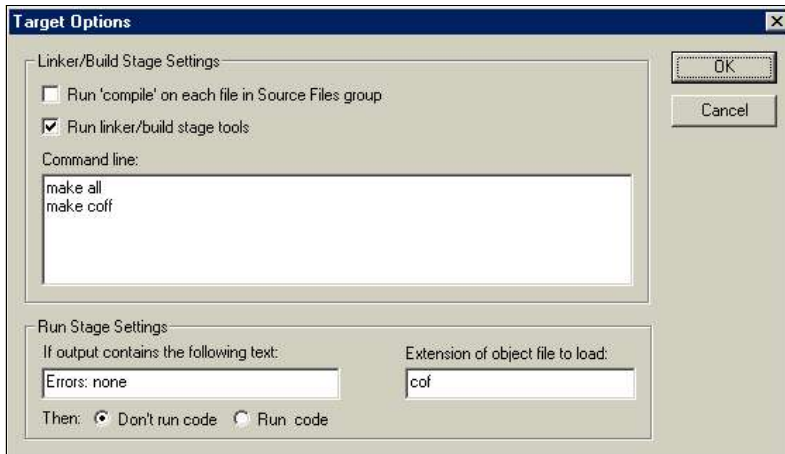 Target Options
Linker/Build Stage Settings
OK
Run 'compile' on each file in Source Files group
Cancel
Run linker/build stage tools
Command line:
make all
make coff
Run Stage Settings
If output contains the following text:
Extension of object file to load:
Errors: none
cof
Then: Don't run code Run code